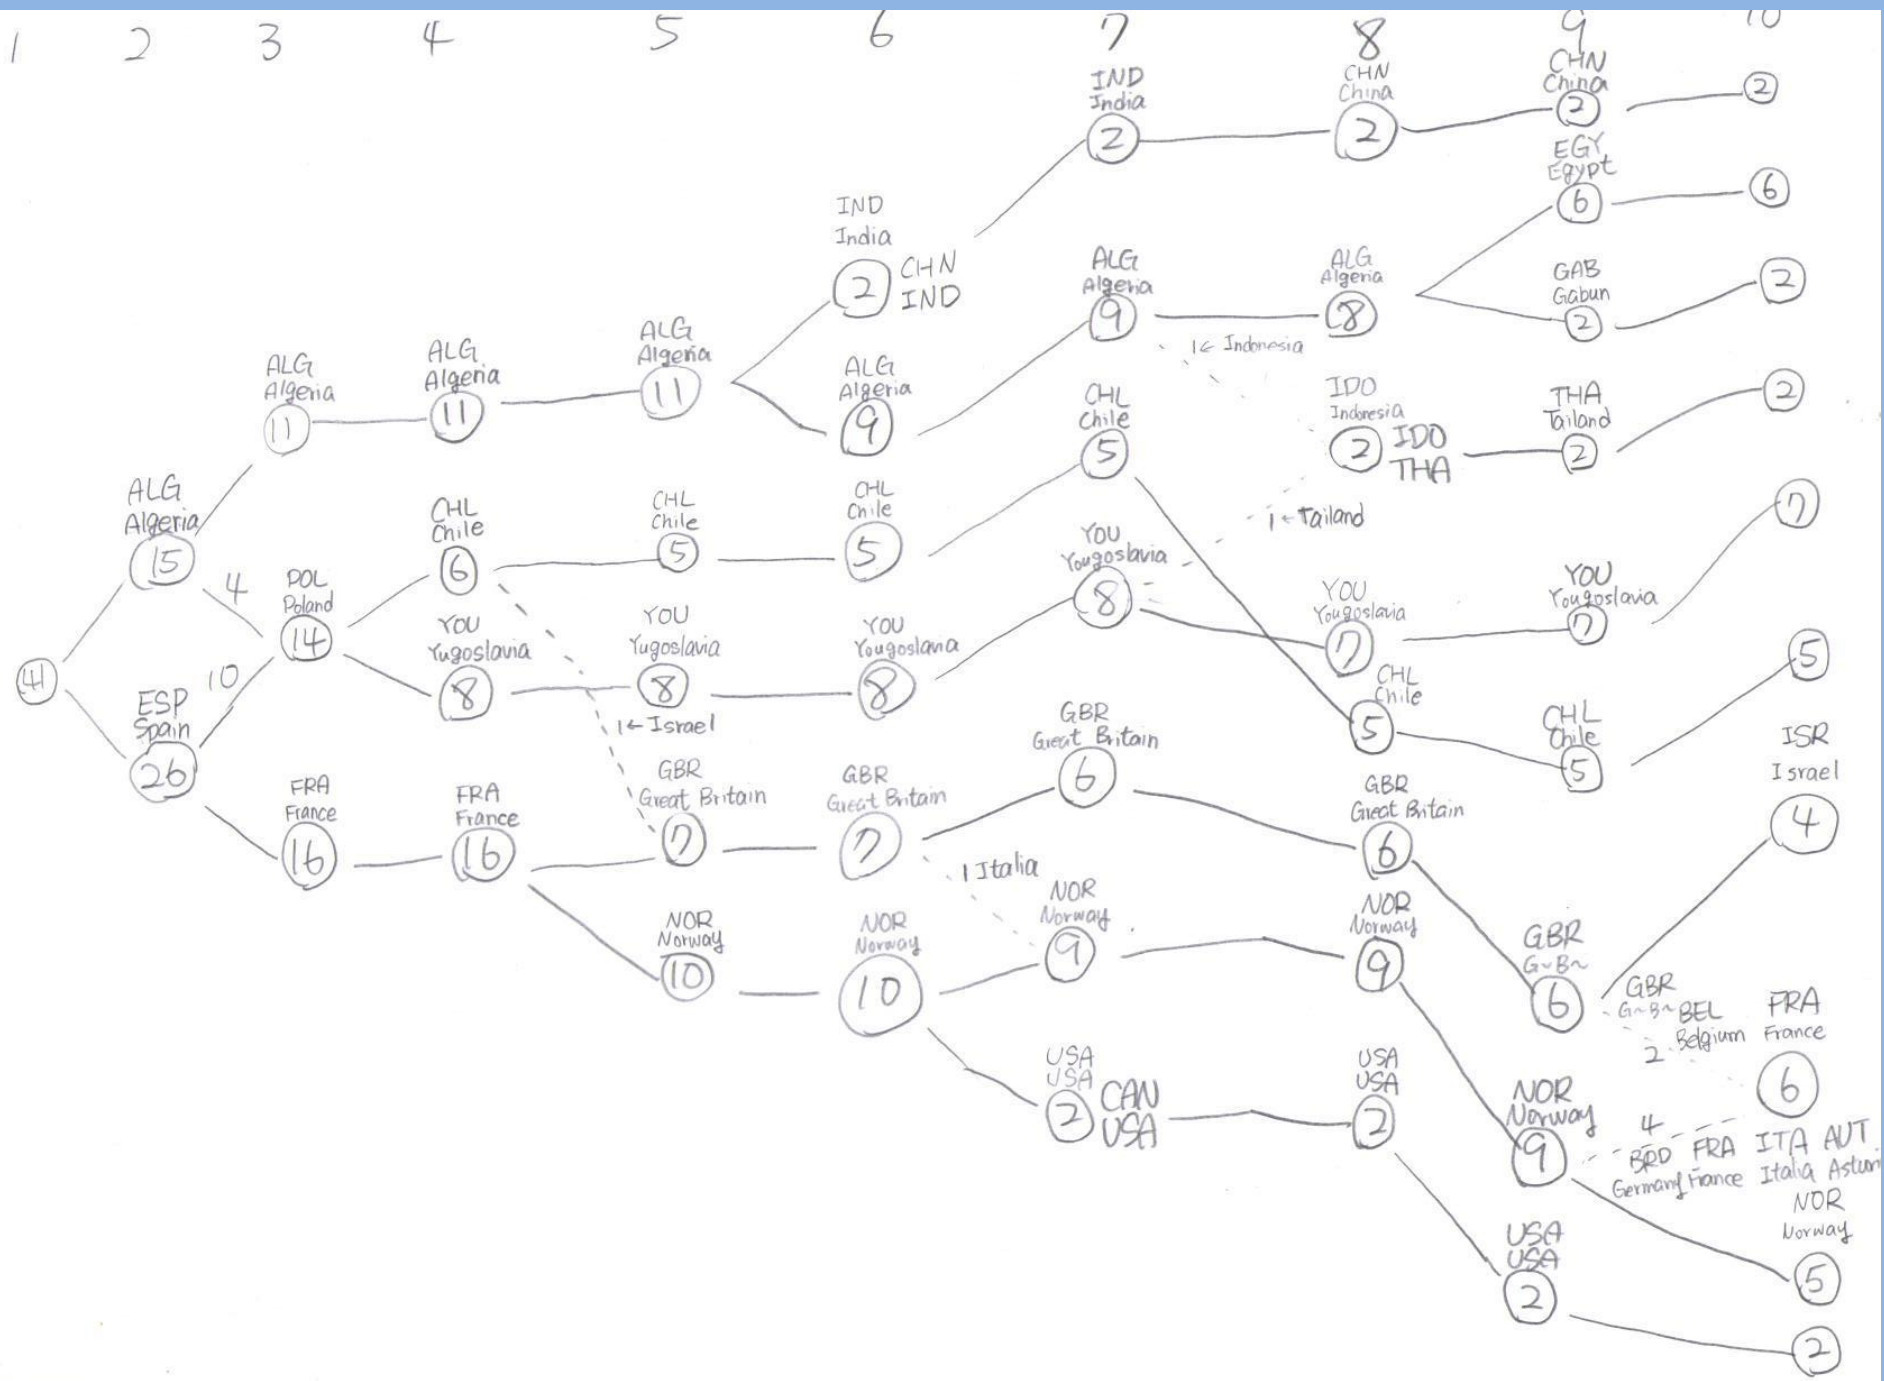 1 2 3 4 5 6 7 8 9 10
41
ALG
Algeria
15
4
10
ESP
Spain
26
ALG
Algeria
11
POL
Poland
14
FRA
France
16
ALG
Algeria
11
CHL
Chile
6
YOU
Yugoslavia
8
FRA
France
16
ALG
Algeria
11
CHL
Chile
5
YOU
Yugoslavia
8
1← Israel
GBR
Great Britain
7
NOR
Norway
10
IND
India
2 CHN
IND
ALG
Algeria
9
CHL
Chile
5
YOU
Yougoslavia
8
GBR
Great Britain
7
1 Italia
NOR
Norway
10
IND
India
2
ALG
Algeria
9
1← Indonesia
CHL
Chile
5
YOU
Yougoslavia
8
1← Tailand
GBR
Great Britain
6
NOR
Norway
9
USA
USA
2 CAN
USA
CHN
China
2
ALG
Algeria
8
IDO
Indonesia
2 IDO
THA
YOU
Yougoslavia
7
CHL
Chile
5
GBR
Great Britain
6
NOR
Norway
9
USA
USA
2
CHN
China
2
EGY
Egypt
6
GAB
Gabun
2
THA
Tailand
2
YOU
Yougoslavia
7
CHL
Chile
5
GBR
G~B~
6
GBR
G~B~ BEL
2 Belgium
NOR
Norway
9
4
BRD FRA ITA AUT
Germany France Italia
USA
USA
2
2
6
2
2
7
5
ISR
Israel
4
FRA
France
6
NOR
Norway
5
2